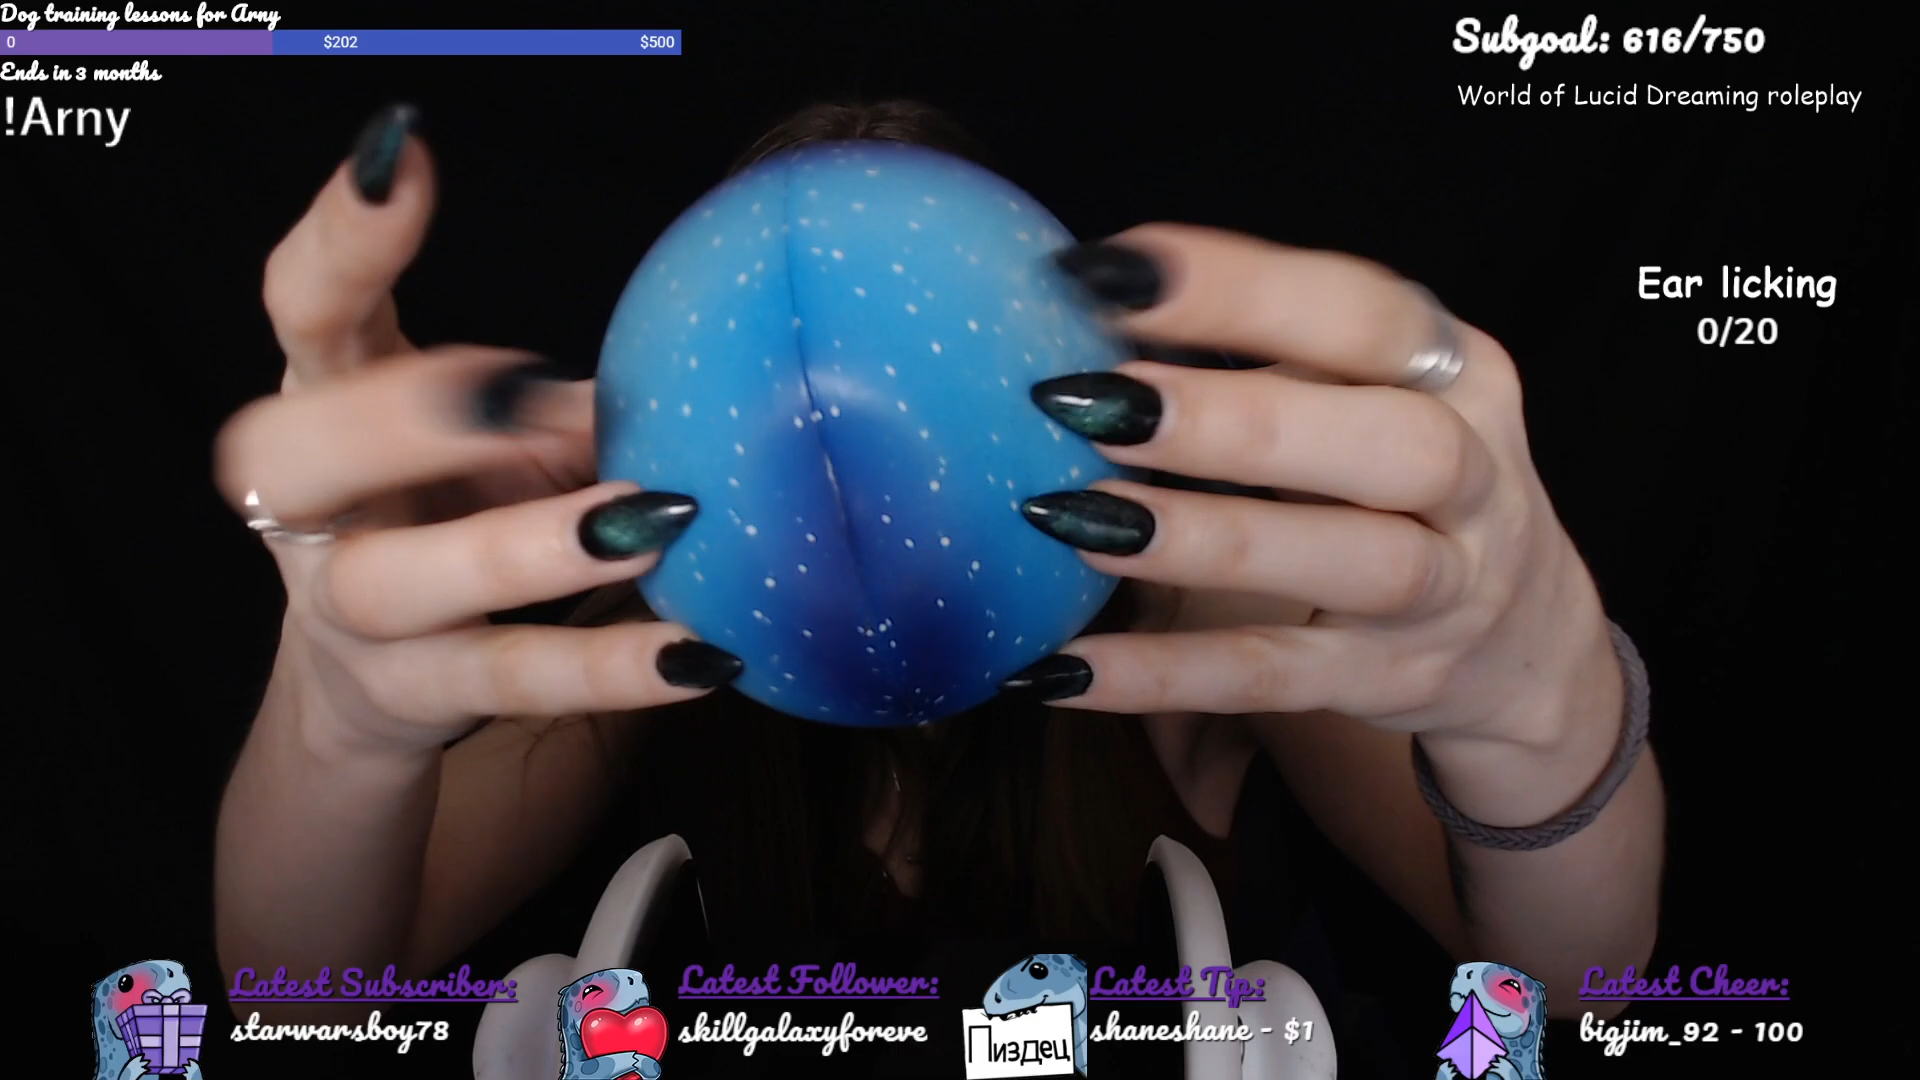 Dog training lessons for Arny
0 $202 $500
Ends in 3 months
!Arny
Subgoal: 616/750
World of Lucid Dreaming roleplay
Ear licking
0/20
Latest Subscriber:
starwarsboy78
Latest Follower:
skillgalaxyforeve
Пиздец
Latest Tip:
shaneshane - $1
Latest Cheer:
bigjim_92 - 100